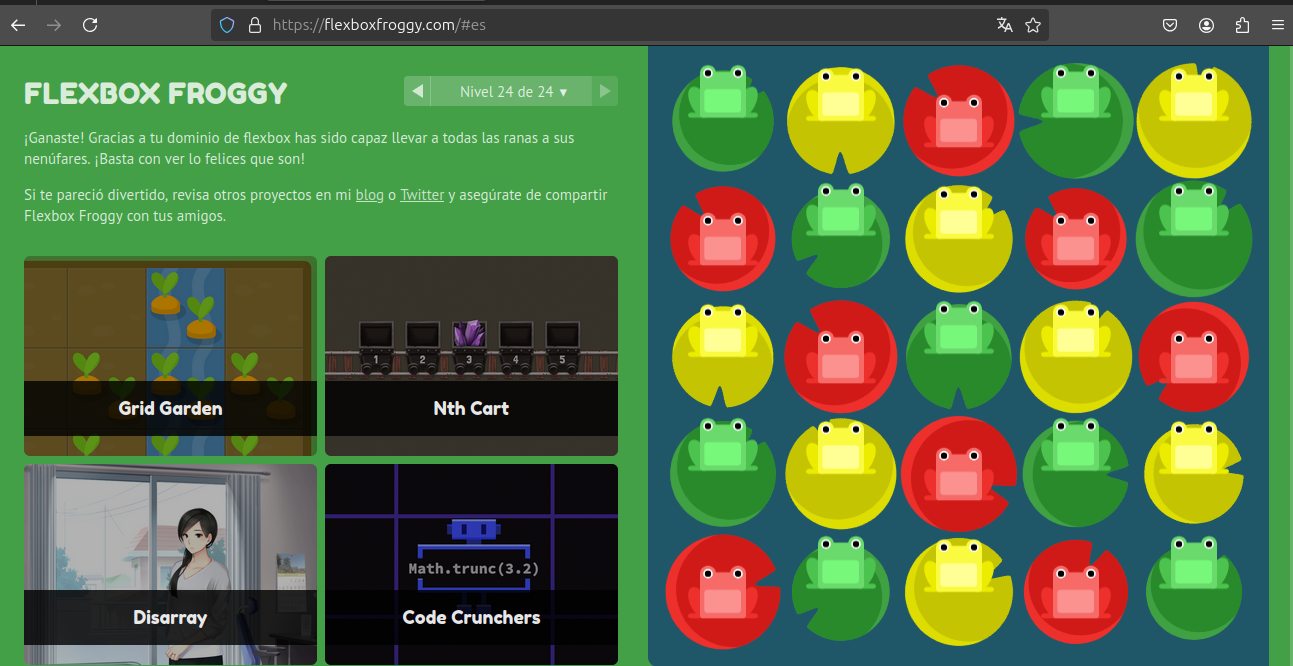 https://flexboxfroggy.com/#es
FLEXBOX FROGGY
Nivel 24 de 24 ▾
¡Ganaste! Gracias a tu dominio de flexbox has sido capaz llevar a todas las ranas a sus
nenúfares. ¡Basta con ver lo felices que son!
Si te pareció divertido, revisa otros proyectos en mi blog o Twitter y asegúrate de compartir
Flexbox Froggy con tus amigos.
1 2 3 4 5
Grid Garden
Nth Cart
Math.trunc(3.2)
Disarray
Code Crunchers